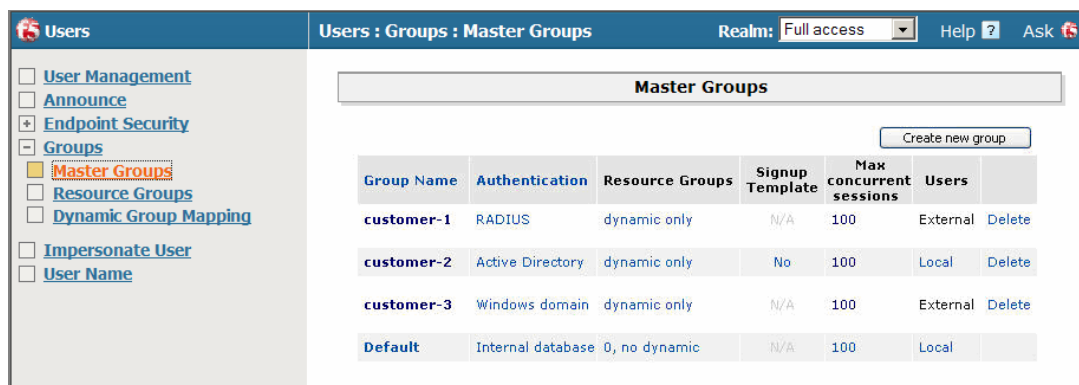 Users
Users : Groups : Master Groups
Realm: Full access
Help ?
Ask
User Management
Announce
Endpoint Security
Groups
Master Groups
Resource Groups
Dynamic Group Mapping
Impersonate User
User Name
Master Groups
Create new group
Group Name Authentication Resource Groups Signup Template Max concurrent sessions Users
customer-1 RADIUS dynamic only N/A 100 External Delete
customer-2 Active Directory dynamic only No 100 Local Delete
customer-3 Windows domain dynamic only N/A 100 External Delete
Default Internal database 0, no dynamic N/A 100 Local